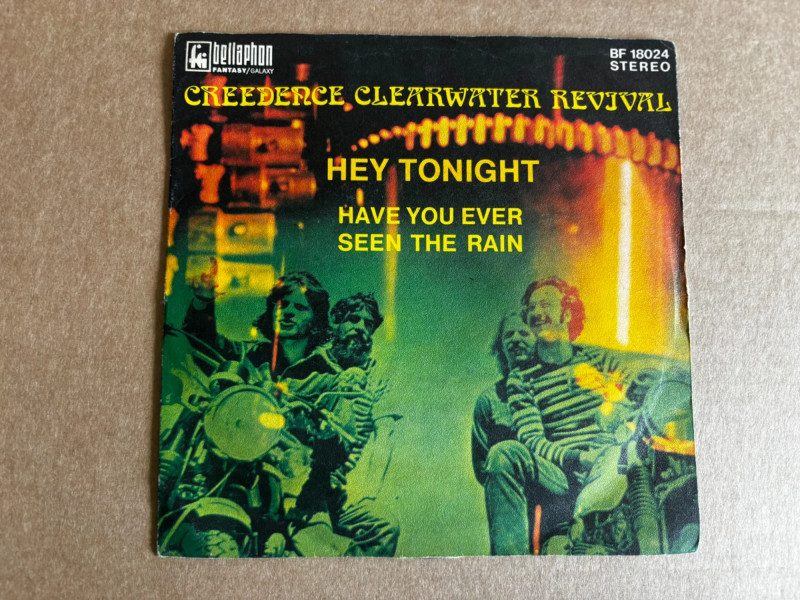 bellaphon
FANTASY/GALAXY
BF 18024
STEREO
CREEDENCE CLEARWATER REVIVAL
HEY TONIGHT
HAVE YOU EVER
SEEN THE RAIN